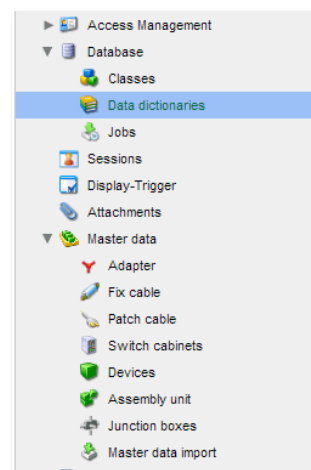 Access Management
Database
Classes
Data dictionaries
Jobs
Sessions
Display-Trigger
Attachments
Master data
Adapter
Fix cable
Patch cable
Switch cabinets
Devices
Assembly unit
Junction boxes
Master data import